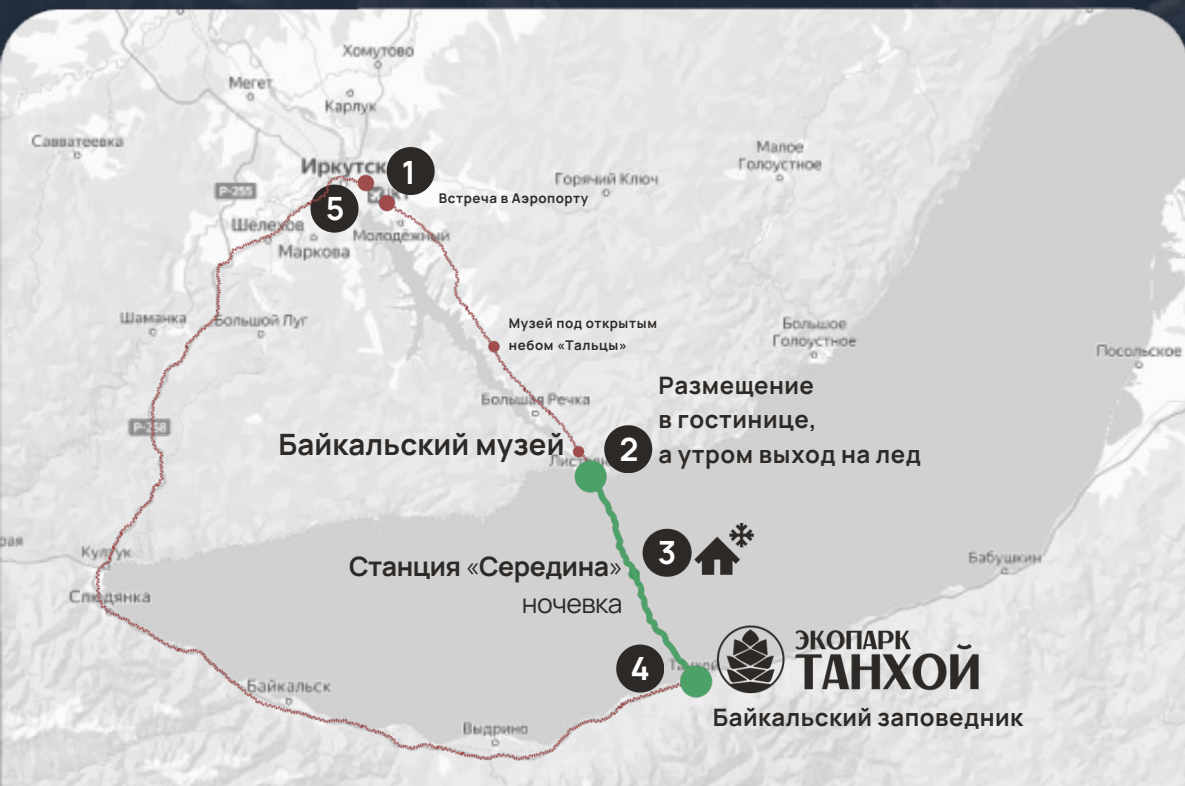 Хомутово
Мегет
Карлук
Савватеевка
Малое
Голоустное
Иркутск
1
Горячий Ключ
Р-255
Встреча в Аэропорту
5
Шелехов
Молодёжный
Маркова
Шаманка
Большой Луг
Музей под открытым
небом «Тальцы»
Большое
Голоустное
Посольское
Размещение
в гостинице,
а утром выход на лед
Большая Речка
Р-258
Байкальский музей
2
3
Култук
Станция «Середина»
ночевка
Бабушкин
Слюдянка
4
Танхой
ЭКОПАРК
ТАНХОЙ
Байкальский заповедник
Байкальск
Выдрино